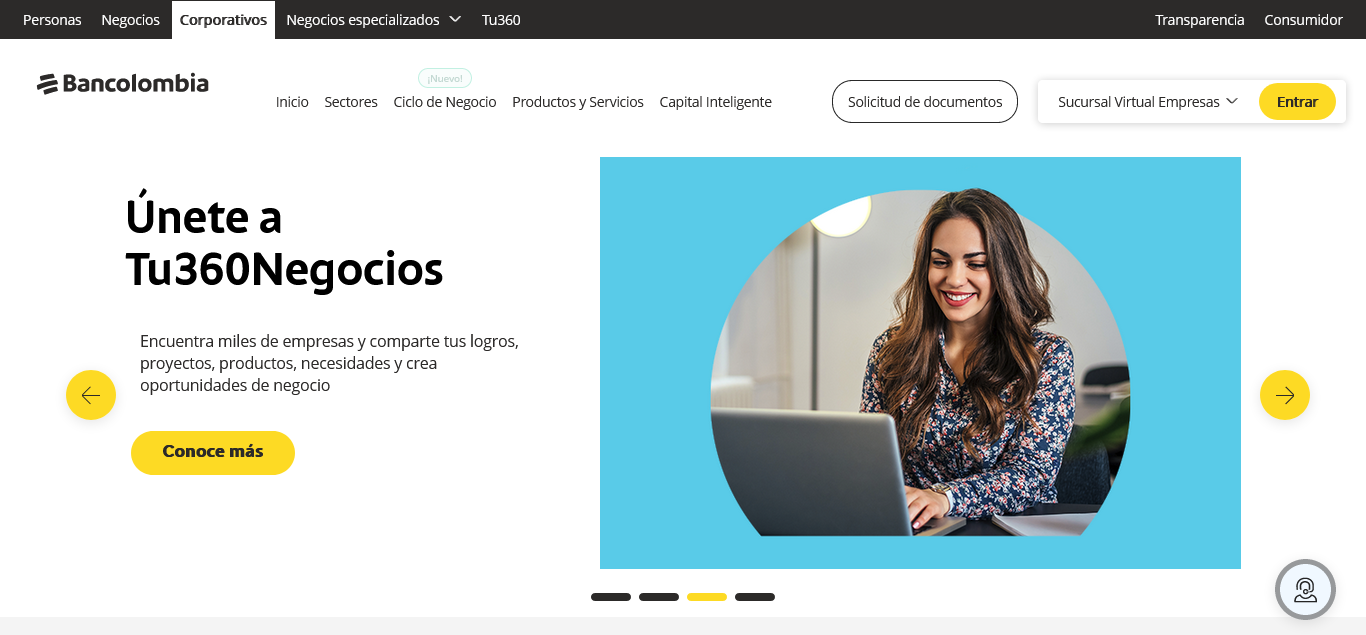 Personas Negocios Corporativos Negocios especializados Tu360 Transparencia Consumidor
Bancolombia
¡Nuevo!
Inicio Sectores Ciclo de Negocio Productos y Servicios Capital Inteligente Solicitud de documentos Sucursal Virtual Empresas Entrar
Únete a
Tu360Negocios
Encuentra miles de empresas y comparte tus logros,
proyectos, productos, necesidades y crea
oportunidades de negocio
Conoce más